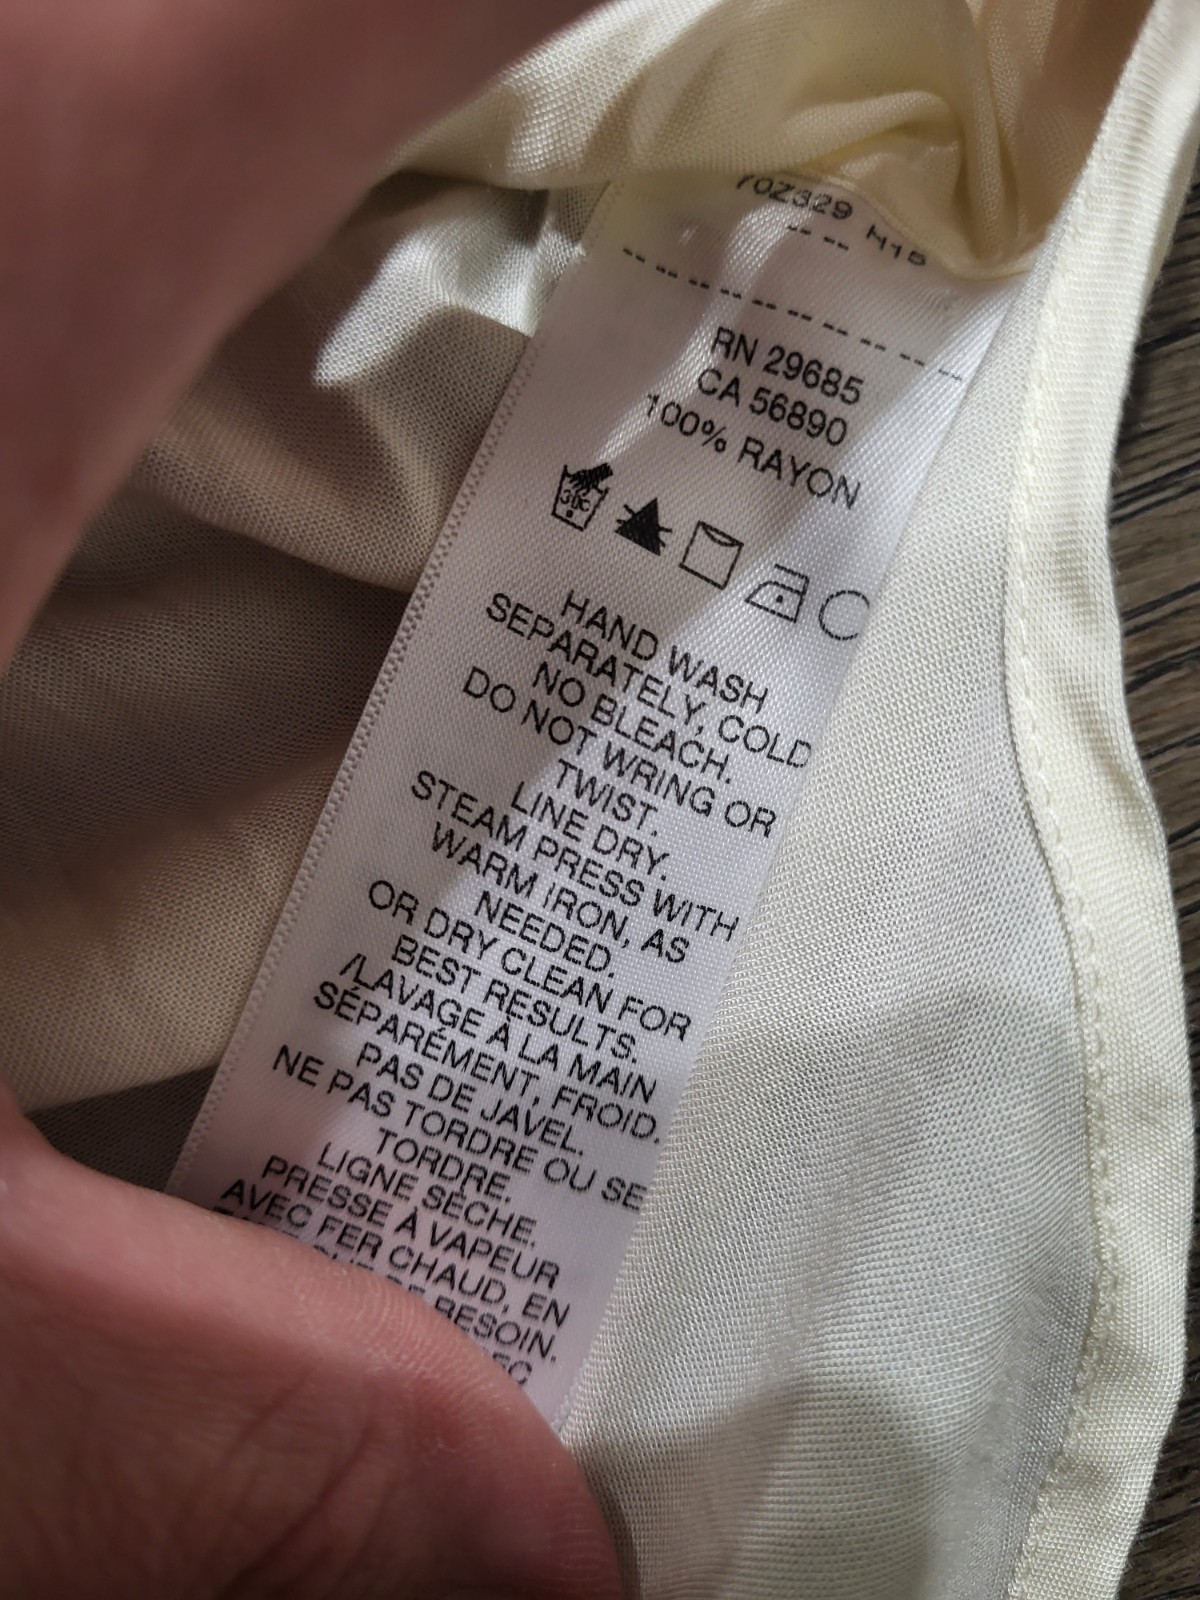 70Z329 H15
RN 29685
CA 56890
100% RAYON
30c
HAND WASH
SEPARATELY, COLD
NO BLEACH.
DO NOT WRING OR
TWIST.
LINE DRY.
STEAM PRESS WITH
WARM IRON, AS
NEEDED.
OR DRY CLEAN FOR
BEST RESULTS.
/LAVAGE À LA MAIN
SÉPARÉMENT, FROID.
PAS DE JAVEL.
NE PAS TORDRE OU SE
TORDRE.
LIGNE SÈCHE.
PRESSE À VAPEUR
AVEC FER CHAUD, EN
BESOIN.